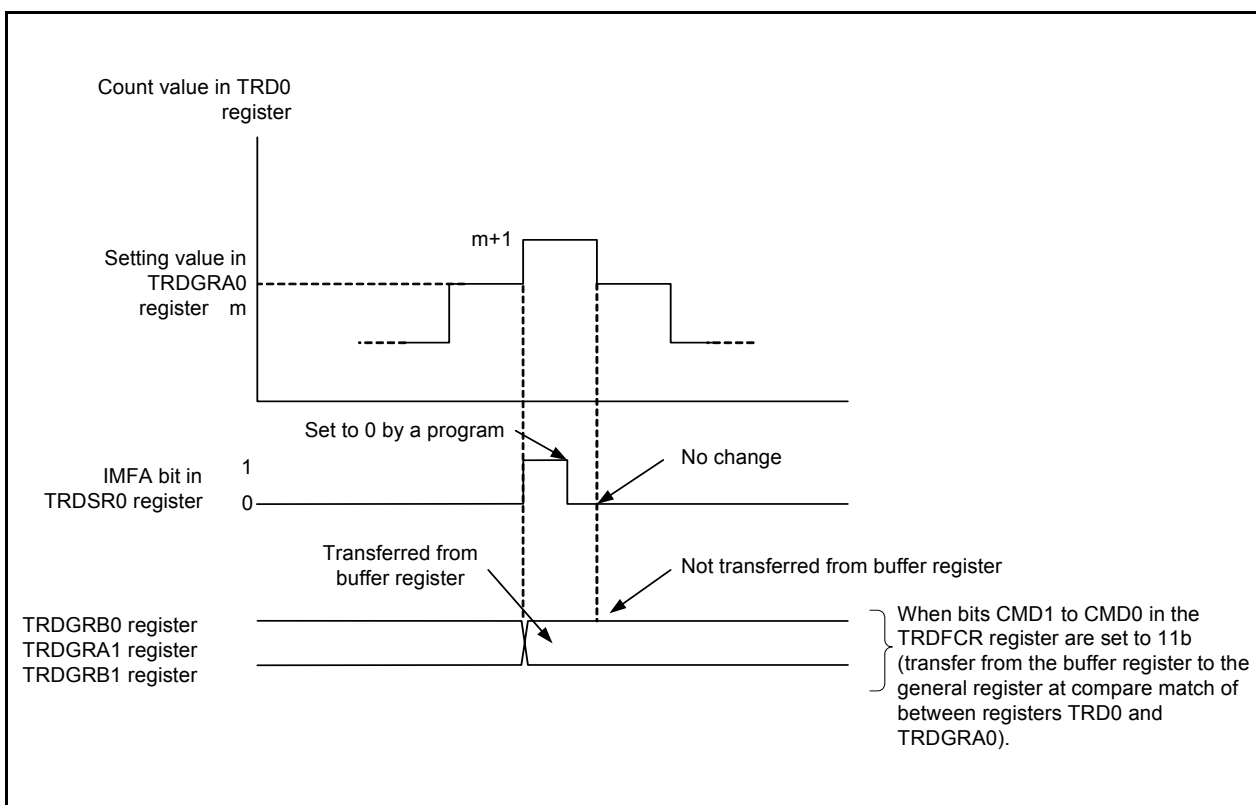 Count value in TRD0
register
m+1
Setting value in
TRDGRA0
register m
Set to 0 by a program
No change
IMFA bit in
TRDSR0 register
1
0
Transferred from
buffer register
Not transferred from buffer register
TRDGRB0 register
TRDGRA1 register
TRDGRB1 register
When bits CMD1 to CMD0 in the
TRDFCR register are set to 11b
(transfer from the buffer register to the
general register at compare match of
between registers TRD0 and
TRDGRA0).